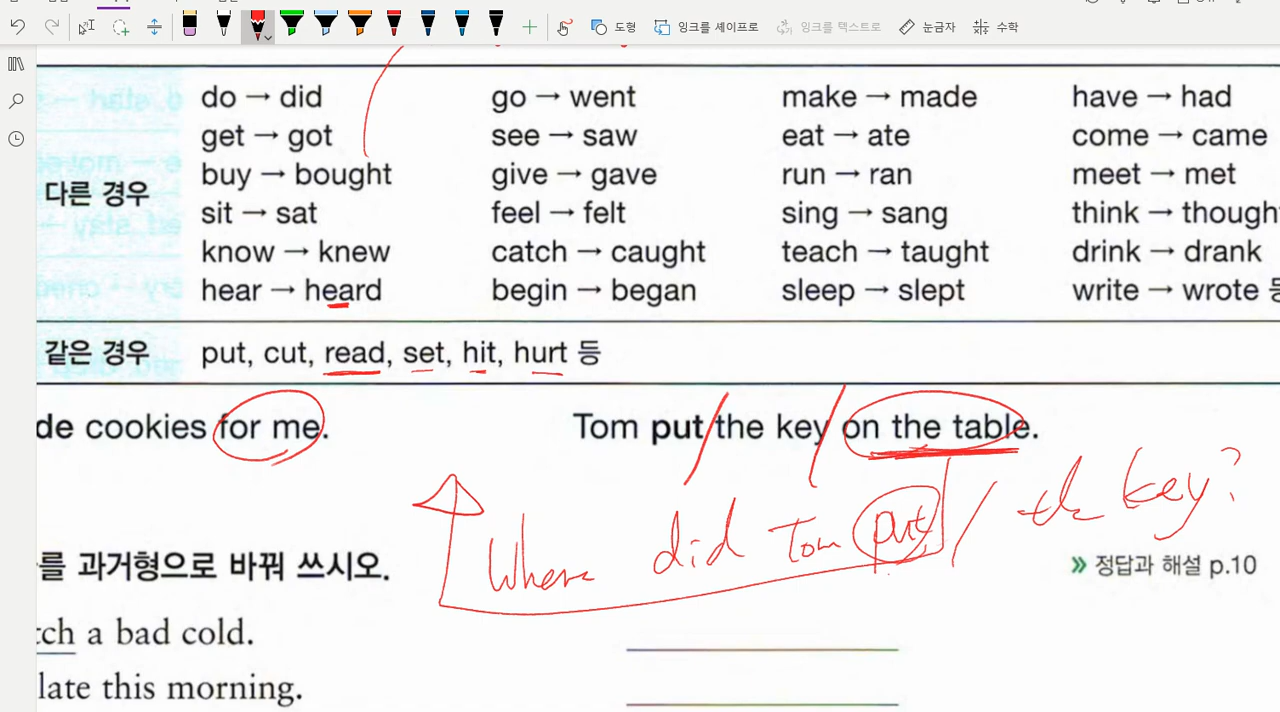 도형 잉크를 셰이프로 잉크를 텍스트로 눈금자 수학
do → did go → went make → made have → had
get → got see → saw eat → ate come → came
다른 경우
buy → bought give → gave run → ran meet → met
sit → sat feel → felt sing → sang think → though
know → knew catch → caught teach → taught drink → drank
hear → heard begin → began sleep → slept write → wrote 등
같은 경우 put, cut, read, set, hit, hurt 등
de cookies for me. Tom put the key on the table.
Where did Tom put the key?
를 과거형으로 바꿔 쓰시오.
» 정답과 해설 p.10
tch a bad cold.
late this morning.